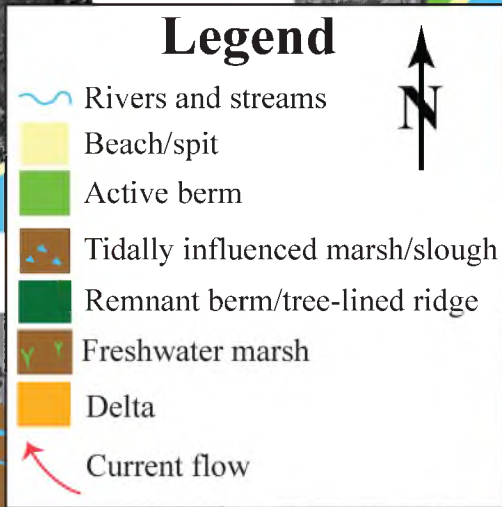 Legend
N
Rivers and streams
Beach/spit
Active berm
Tidally influenced marsh/slough
Remnant berm/tree-lined ridge
Freshwater marsh
Delta
Current flow